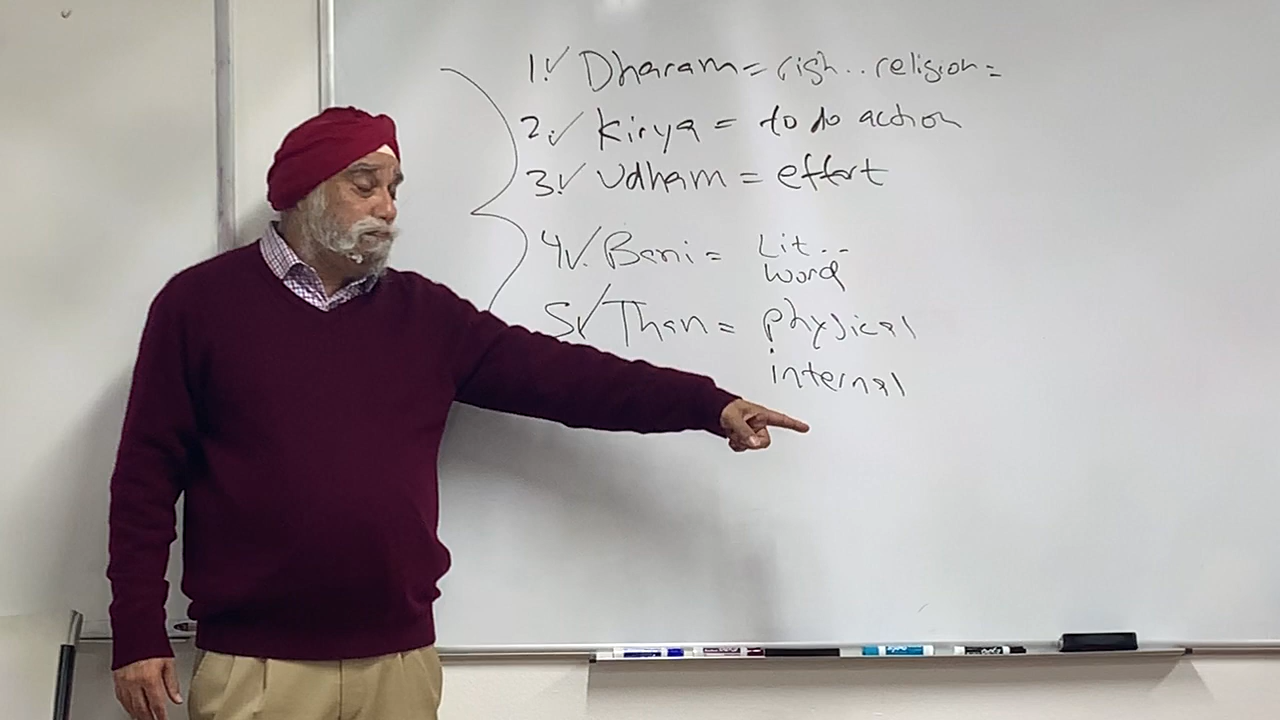 1.✓ Dharam = righ.. religion =
2.✓ Kirya = to do action
3.✓ Udham = effort
4✓. Bani = Lit..
word
5✓ Than = physical
internal